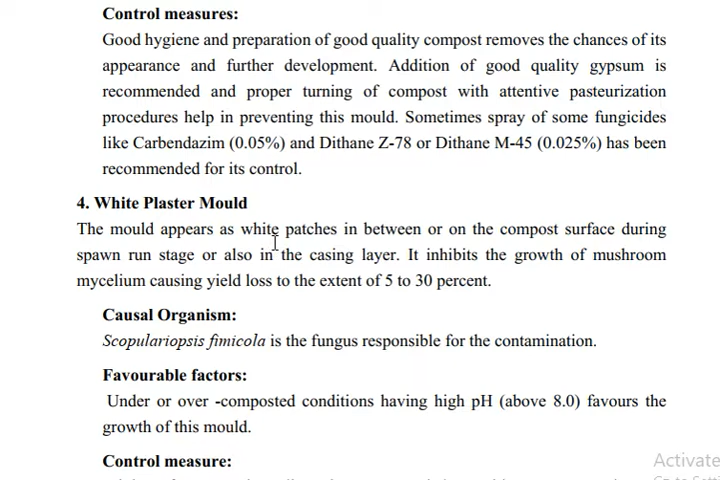 Control measures:
Good hygiene and preparation of good quality compost removes the chances of its
appearance and further development. Addition of good quality gypsum is
recommended and proper turning of compost with attentive pasteurization
procedures help in preventing this mould. Sometimes spray of some fungicides
like Carbendazim (0.05%) and Dithane Z-78 or Dithane M-45 (0.025%) has been
recommended for its control.
4. White Plaster Mould
The mould appears as white patches in between or on the compost surface during
spawn run stage or also in the casing layer. It inhibits the growth of mushroom
mycelium causing yield loss to the extent of 5 to 30 percent.
Causal Organism:
Scopulariopsis fimicola is the fungus responsible for the contamination.
Favourable factors:
Under or over -composted conditions having high pH (above 8.0) favours the
growth of this mould.
Control measure:
Activate